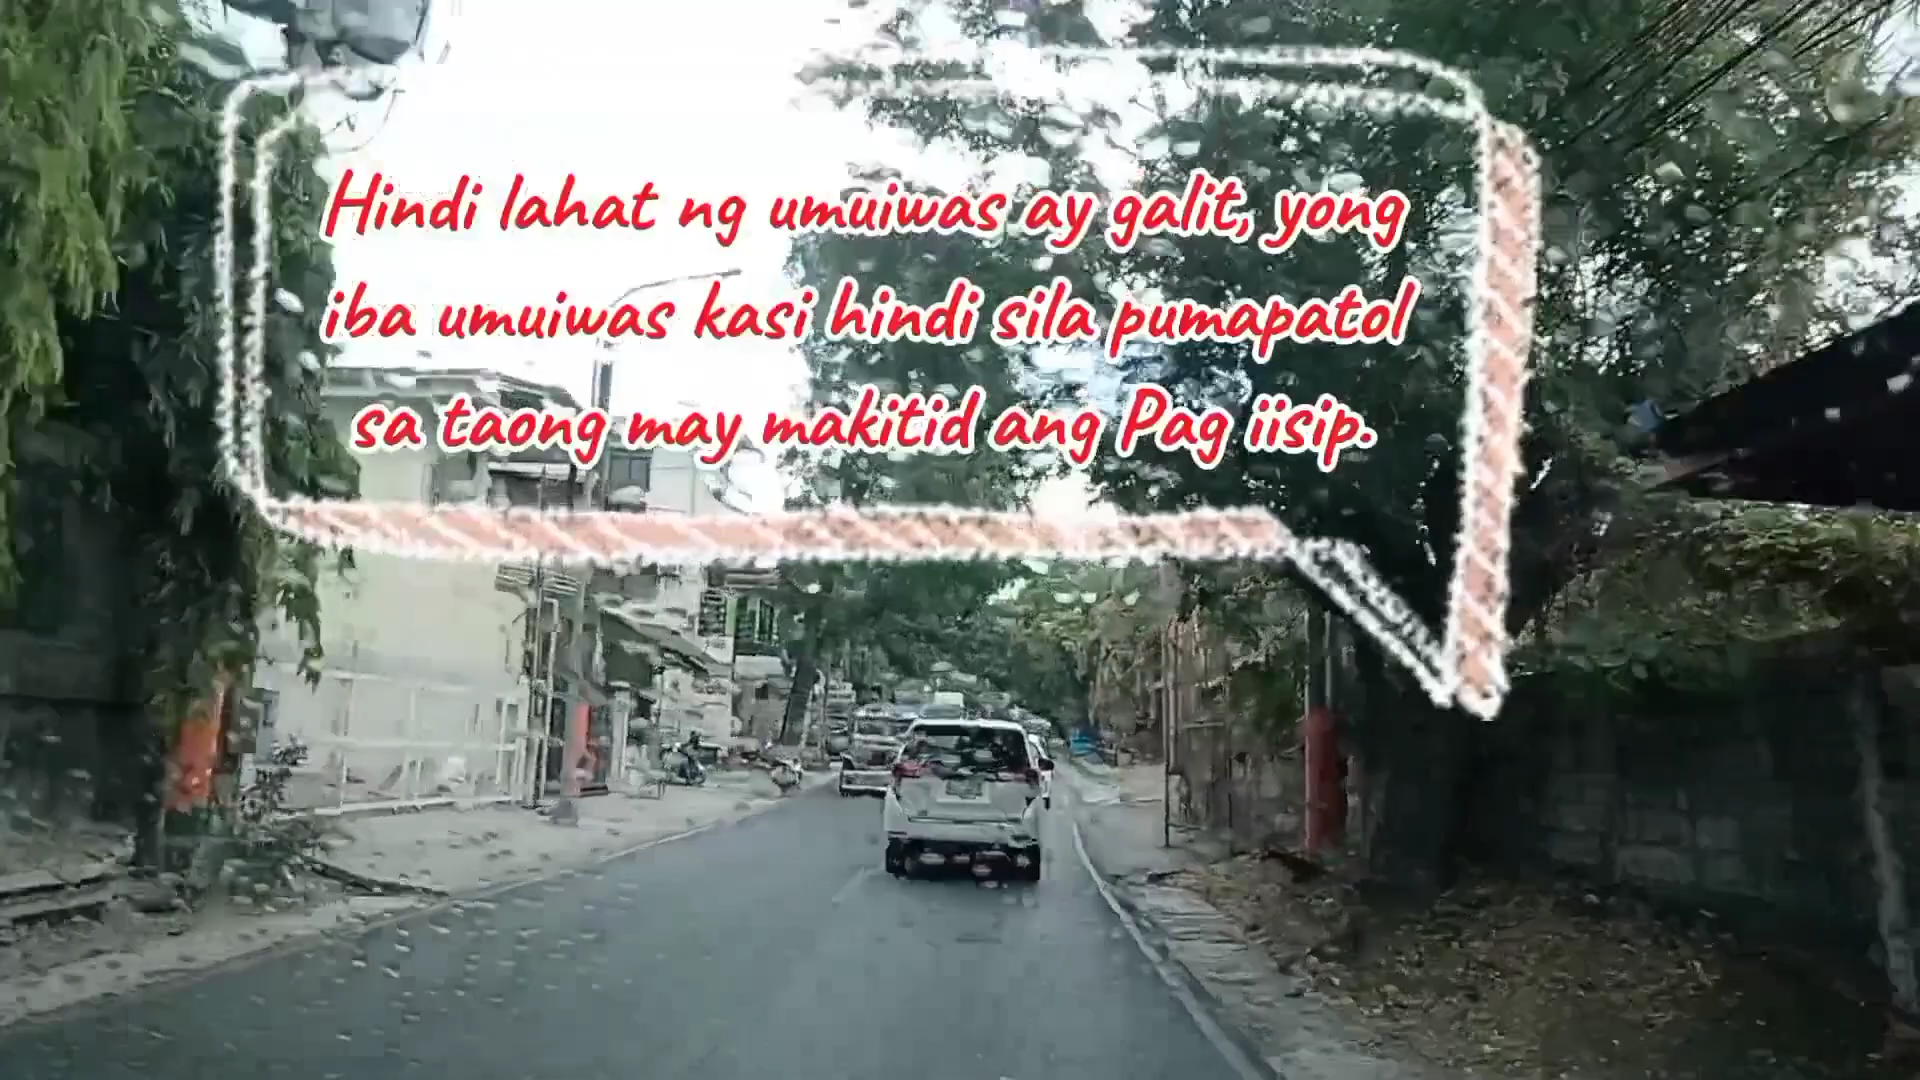 Hindi lahat ng umuiwas ay galit, yong
iba umuiwas kasi hindi sila pumapatol
sa taong may makitid ang Pag iisip.